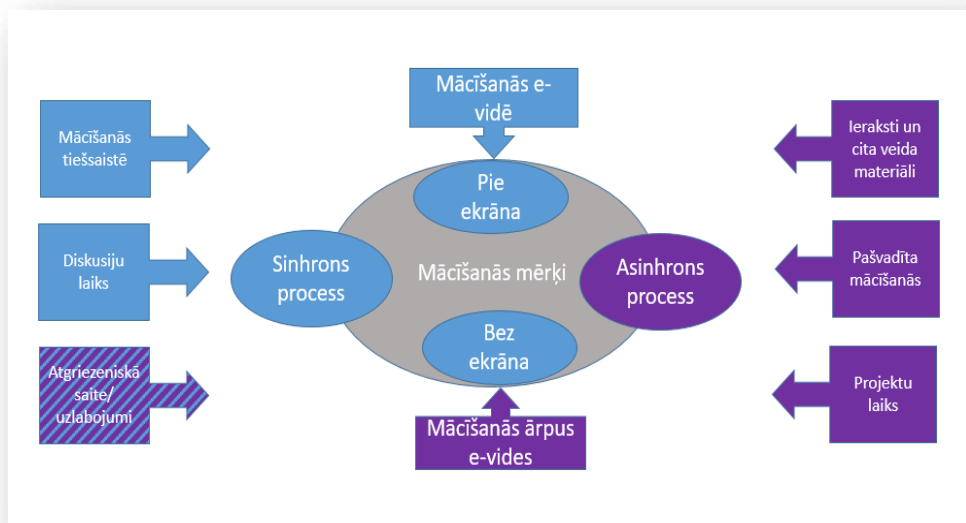 Mācīšanās e-
vidē
Mācīšanās
tiešsaistē
Ieraksti un
cita veida
materiāli
Pie
ekrāna
Diskusiju
laiks
Sinhrons
process
Mācīšanās mērķi
Asinhrons
process
Pašvadīta
mācīšanās
Bez
ekrāna
Atgriezeniskā
saite/
uzlabojumi
Projektu
laiks
Mācīšanās ārpus
e-vides